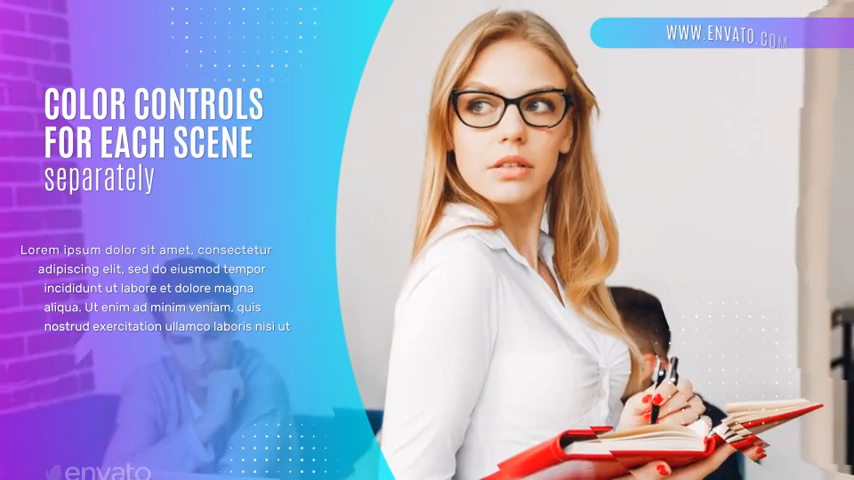 WWW.ENVATO.COM
COLOR CONTROLS
FOR EACH SCENE
separately
Lorem ipsum dolor sit amet, consectetur
adipiscing elit, sed do eiusmod tempor
incididunt ut labore et dolore magna
aliqua. Ut enim ad minim veniam, quis
nostrud exercitation ullamco laboris nisi ut
envato